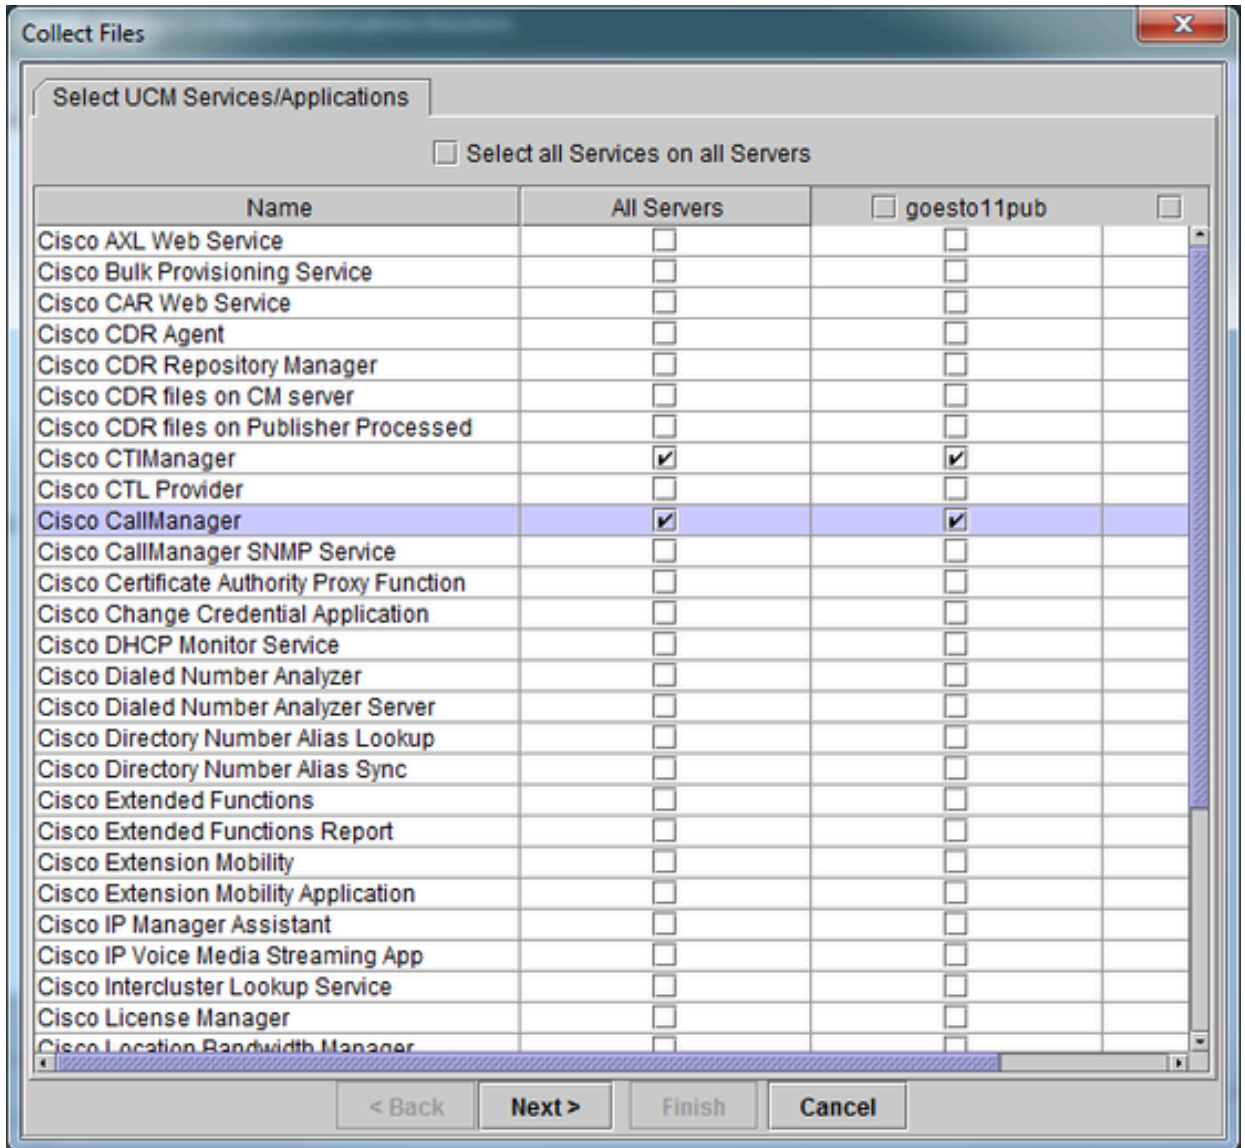 Collect Files
Select UCM Services/Applications
Select all Services on all Servers
Name All Servers goesto11pub
Cisco AXL Web Service
Cisco Bulk Provisioning Service
Cisco CAR Web Service
Cisco CDR Agent
Cisco CDR Repository Manager
Cisco CDR files on CM server
Cisco CDR files on Publisher Processed
Cisco CTIManager
Cisco CTL Provider
Cisco CallManager
Cisco CallManager SNMP Service
Cisco Certificate Authority Proxy Function
Cisco Change Credential Application
Cisco DHCP Monitor Service
Cisco Dialed Number Analyzer
Cisco Dialed Number Analyzer Server
Cisco Directory Number Alias Lookup
Cisco Directory Number Alias Sync
Cisco Extended Functions
Cisco Extended Functions Report
Cisco Extension Mobility
Cisco Extension Mobility Application
Cisco IP Manager Assistant
Cisco IP Voice Media Streaming App
Cisco Intercluster Lookup Service
Cisco License Manager
Cisco Location Bandwidth Manager
< Back Next > Finish Cancel